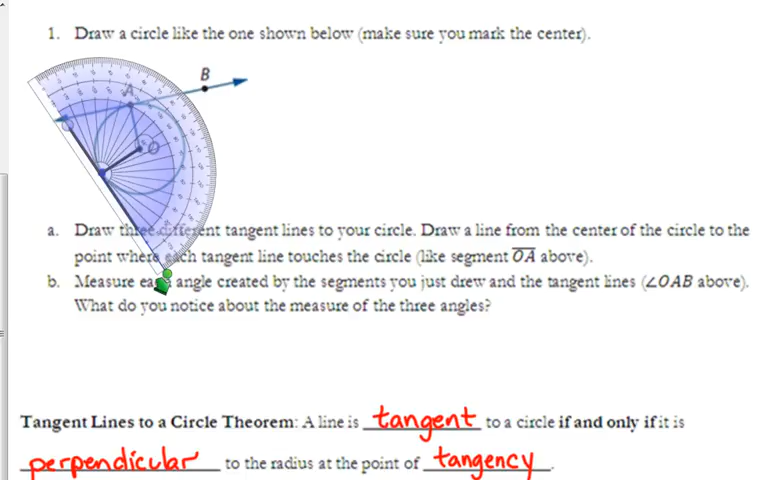 1. Draw a circle like the one shown below (make sure you mark the center).
B
A
O
a. Draw three different tangent lines to your circle. Draw a line from the center of the circle to the
point where each tangent line touches the circle (like segment OA above).
b. Measure each angle created by the segments you just drew and the tangent lines (∠OAB above).
What do you notice about the measure of the three angles?
Tangent Lines to a Circle Theorem: A line is tangent to a circle if and only if it is
perpendicular to the radius at the point of tangency.